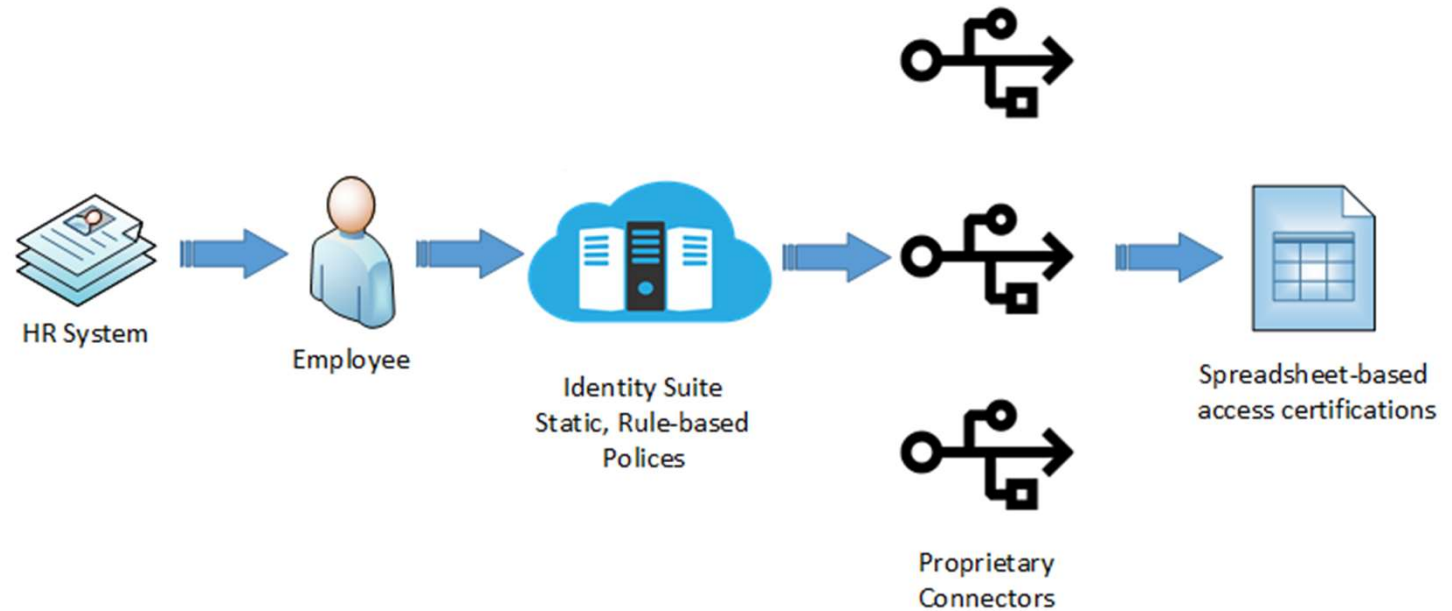 HR System
Employee
Identity Suite
Static, Rule-based
Polices
Proprietary
Connectors
Spreadsheet-based
access certifications